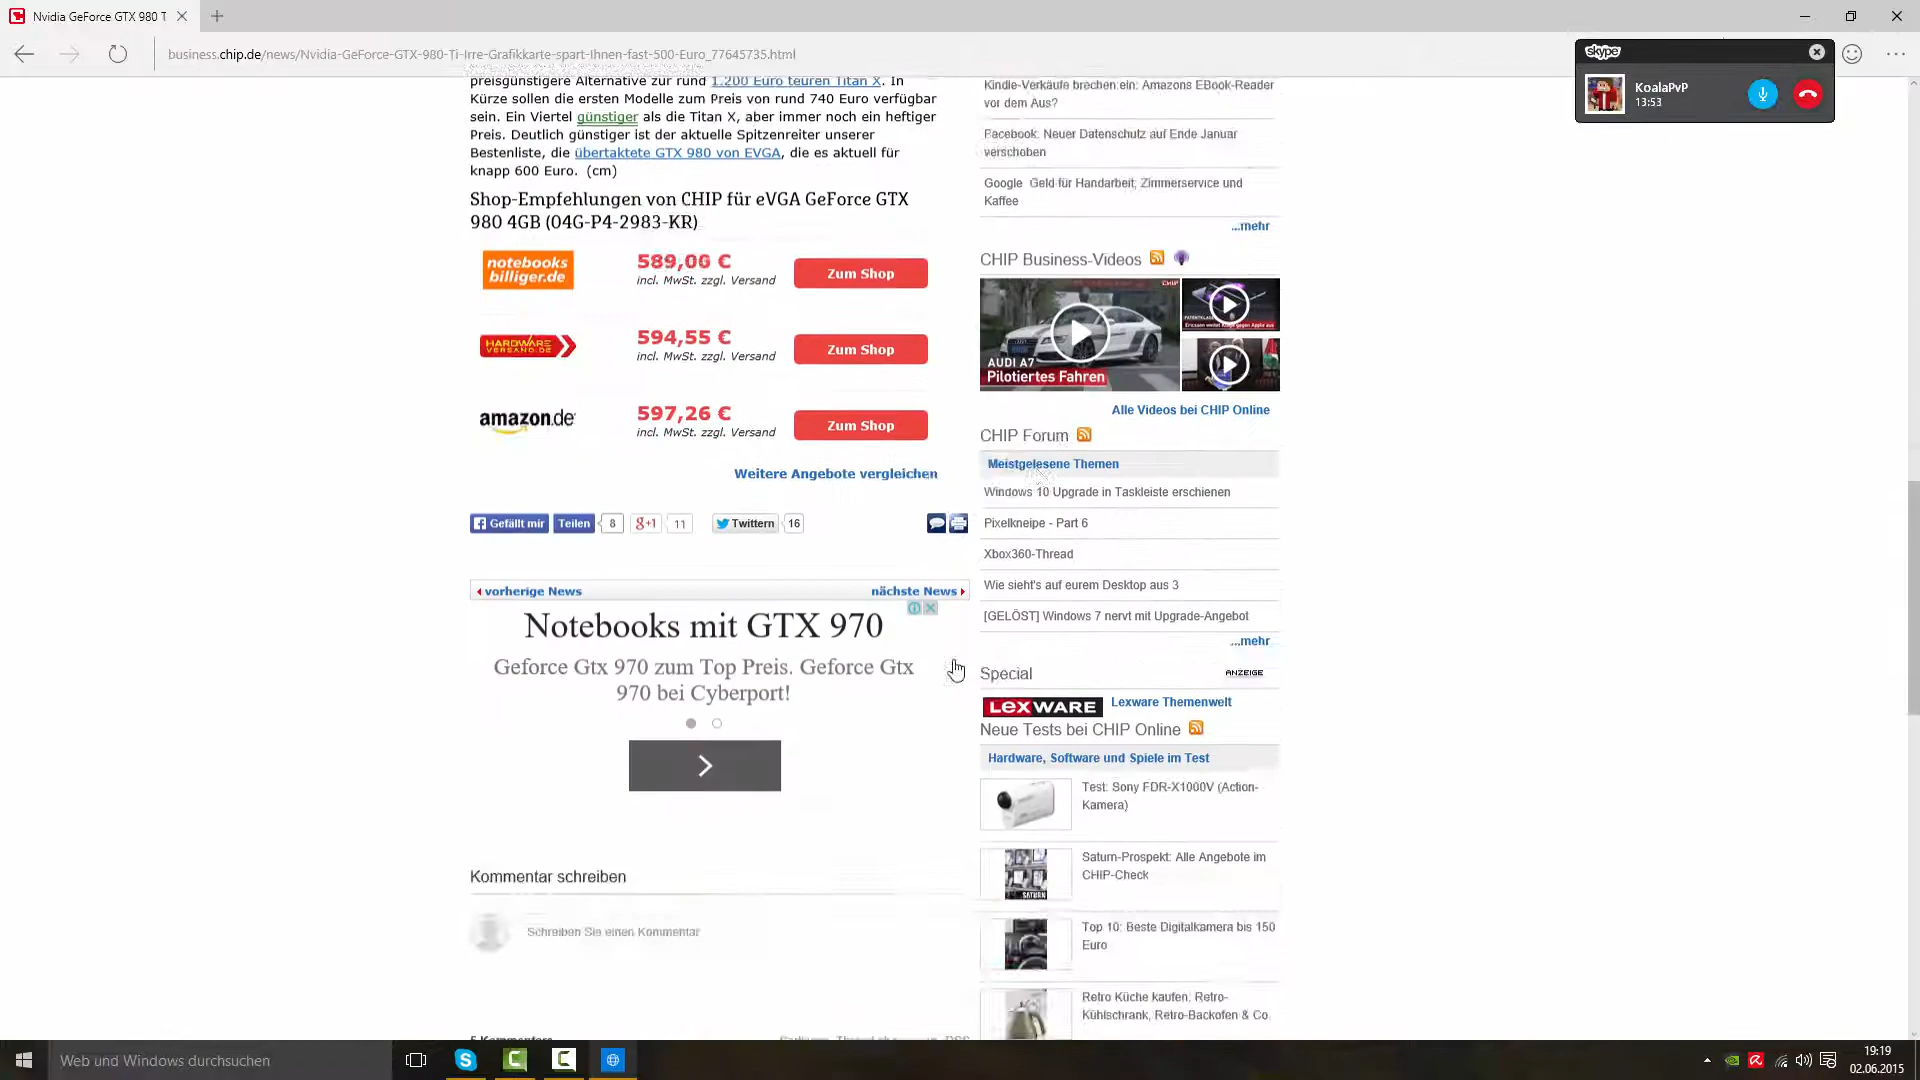 Nvidia GeForce GTX 980 T
business.chip.de/news/Nvidia-GeForce-GTX-980-Ti-Irre-Grafikkarte-spart-Ihnen-fast-500-Euro_77645735.html
skype
KoalaPvP
13:53
preisgünstigere Alternative zur rund 1.200 Euro teuren Titan X. In
Kürze sollen die ersten Modelle zum Preis von rund 740 Euro verfügbar
sein. Ein Viertel günstiger als die Titan X, aber immer noch ein heftiger
Preis. Deutlich günstiger ist der aktuelle Spitzenreiter unserer
Bestenliste, die übertaktete GTX 980 von EVGA, die es aktuell für
knapp 600 Euro. (cm)
Shop-Empfehlungen von CHIP für eVGA GeForce GTX
980 4GB (04G-P4-2983-KR)
notebooks
billiger.de
589,00 €
incl. MwSt. zzgl. Versand
Zum Shop
HARDWARE
VERSAND.DE
594,55 €
incl. MwSt. zzgl. Versand
Zum Shop
amazon.de
597,26 €
incl. MwSt. zzgl. Versand
Zum Shop
Weitere Angebote vergleichen
Gefällt mir
Teilen
8
g+1
11
Twittern
16
vorherige News
nächste News
Notebooks mit GTX 970
Geforce Gtx 970 zum Top Preis. Geforce Gtx
970 bei Cyberport!
Kommentar schreiben
Schreiben Sie einen Kommentar
Kindle-Verkäufe brechen ein: Amazons EBook-Reader
vor dem Aus?
Facebook: Neuer Datenschutz auf Ende Januar
verschoben
Google Geld für Handarbeit, Zimmerservice und
Kaffee
...mehr
CHIP Business-Videos
CHIP
AUDI A7
Pilotiertes Fahren
Alle Videos bei CHIP Online
CHIP Forum
Meistgelesene Themen
Windows 10 Upgrade in Taskleiste erschienen
Pixelkneipe - Part 6
Xbox360-Thread
Wie sieht's auf eurem Desktop aus 3
[GELÖST] Windows 7 nervt mit Upgrade-Angebot
...mehr
Special
ANZEIGE
LEXWARE
Lexware Themenwelt
Neue Tests bei CHIP Online
Hardware, Software und Spiele im Test
Test: Sony FDR-X1000V (Action-
Kamera)
SATURN
Saturn-Prospekt: Alle Angebote im
CHIP-Check
Top 10: Beste Digitalkamera bis 150
Euro
Retro Küche kaufen: Retro-
Kühlschrank, Retro-Backofen & Co.
Web und Windows durchsuchen
19:19
02.06.2015